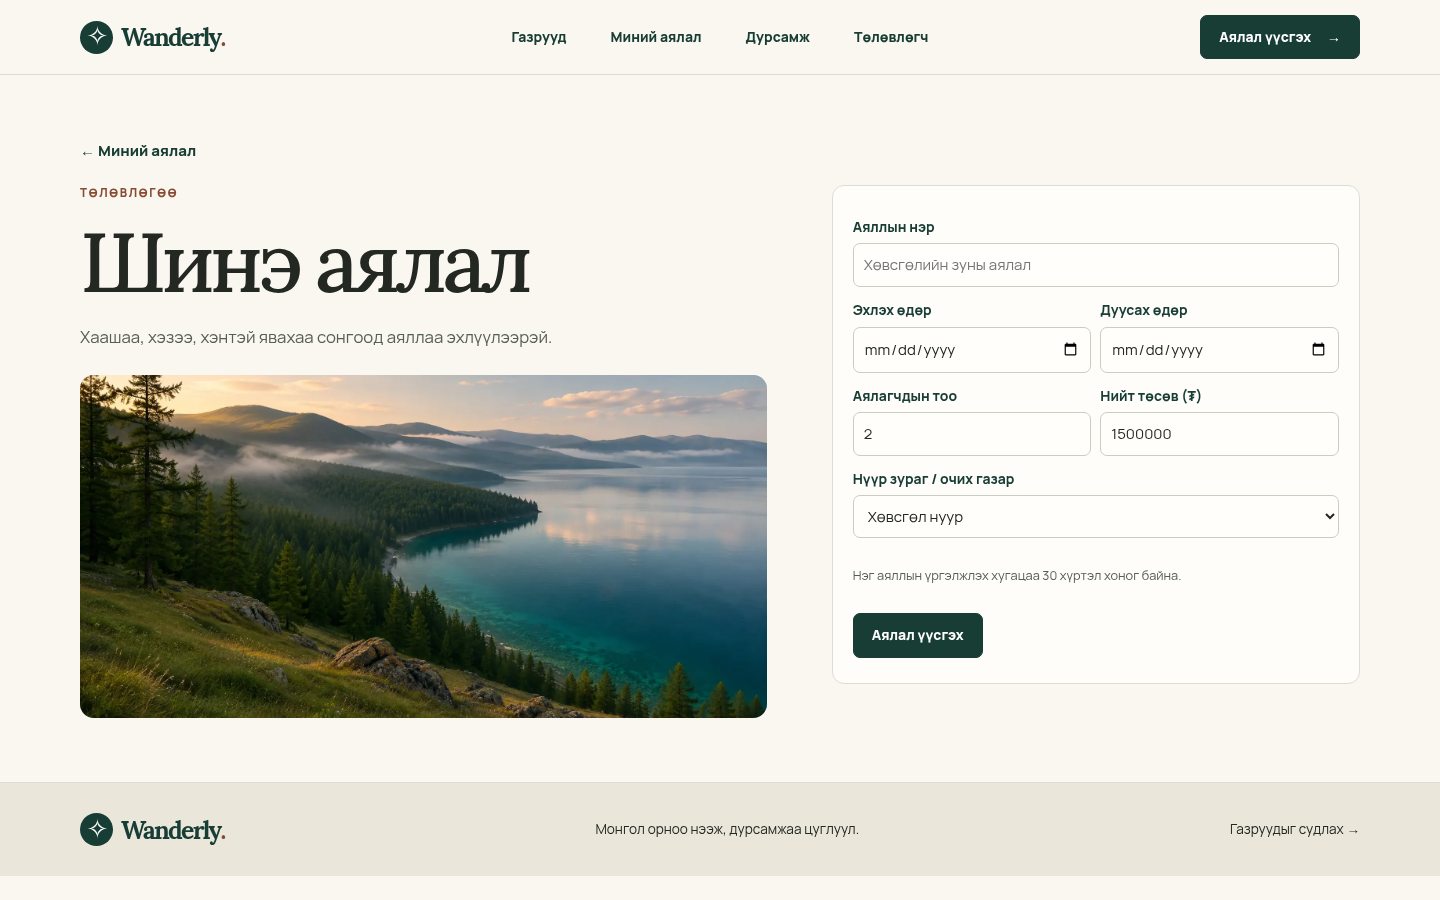 Wanderly.
Газрууд
Миний аялал
Дурсамж
Төлөвлөгч
Аялал үүсгэх →
← Миний аялал
ТӨЛӨВЛӨГӨӨ
Шинэ аялал
Хаашаа, хэзээ, хэнтэй явахаа сонгоод аяллаа эхлүүлээрэй.
Аяллын нэр
Хөвсгөлийн зуны аялал
Эхлэх өдөр
Дуусах өдөр
mm/dd/yyyy
mm/dd/yyyy
Аялагчдын тоо
Нийт төсөв (₮)
2
1500000
Нүүр зураг / очих газар
Хөвсгөл нуур
Нэг аяллын үргэлжлэх хугацаа 30 хүртэл хоног байна.
Аялал үүсгэх
Wanderly.
Монгол орноо нээж, дурсамжаа цуглуул.
Газруудыг судлах →